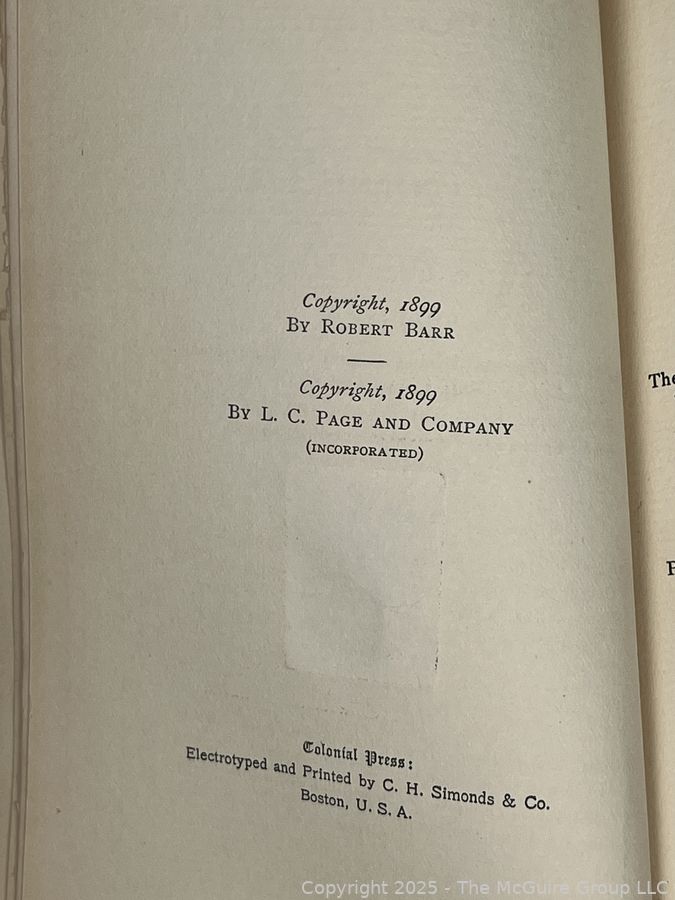 Copyright, 1899
By Robert Barr
Copyright, 1899
By L. C. Page and Company
(INCORPORATED)
Colonial Press:
Electrotyped and Printed by C. H. Simonds & Co.
Boston, U. S. A.
The
Copyright 2025 - The McGuire Group LLC